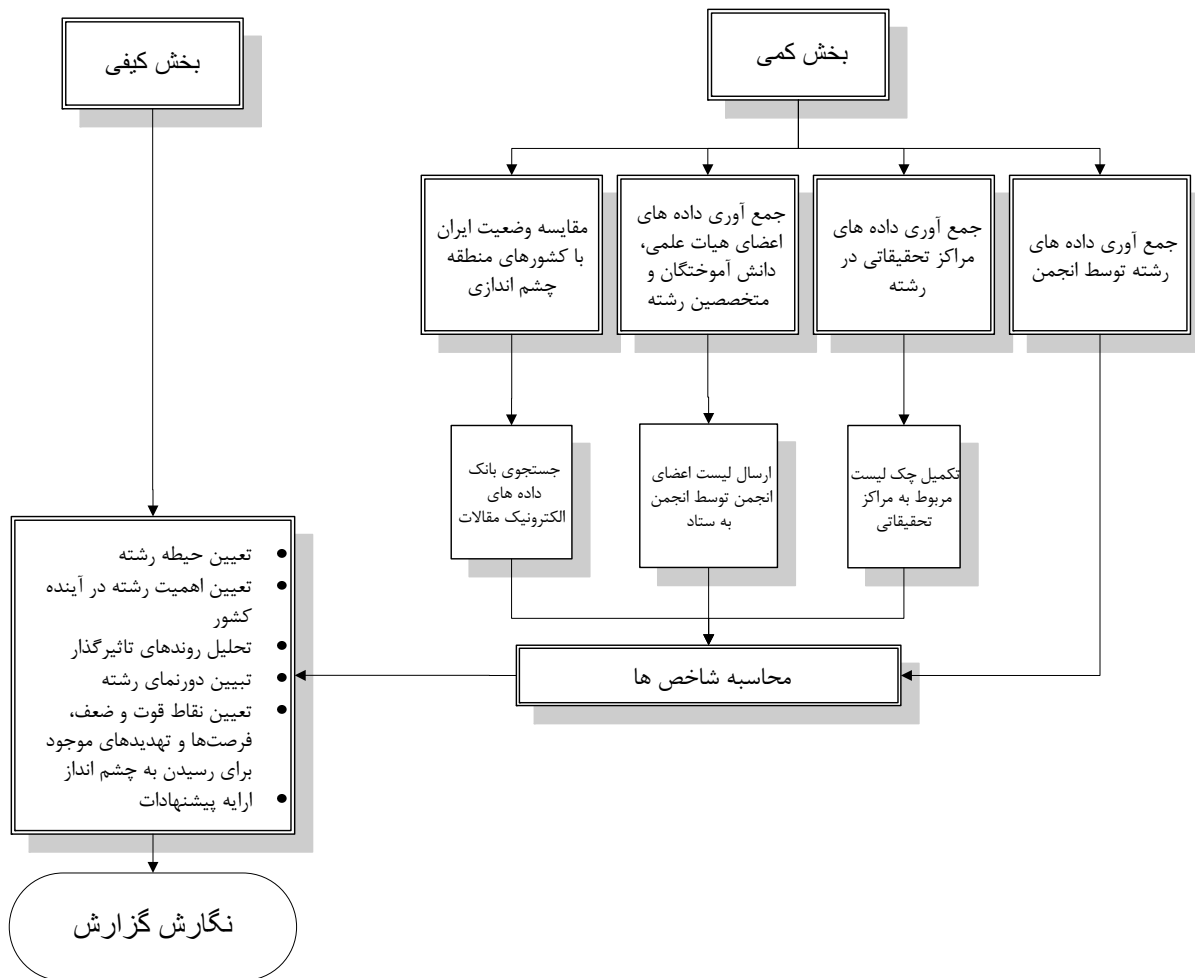 بخش کمی
بخش کیفی
جمع آوری داده های
رشته توسط انجمن
جمع آوری داده های
مراکز تحقیقاتی در
رشته
جمع آوری داده های
اعضای هیات علمی،
دانش آموختگان و
متخصصین رشته
مقایسه وضعیت ایران
با کشورهای منطقه
چشم اندازی
تکمیل چک لیست
مربوط به مراکز
تحقیقاتی
ارسال لیست اعضای
انجمن توسط انجمن
به ستاد
جستجوی بانک
داده های
الکترونیک مقالات
محاسبه شاخص ها
• تعیین حیطه رشته
• تعیین اهمیت رشته در آینده
کشور
• تحلیل روندهای تاثیرگذار
• تبیین دورنمای رشته
• تعیین نقاط قوت و ضعف،
فرصت‌ها و تهدیدهای موجود
برای رسیدن به چشم انداز
• ارایه پیشنهادات
نگارش گزارش